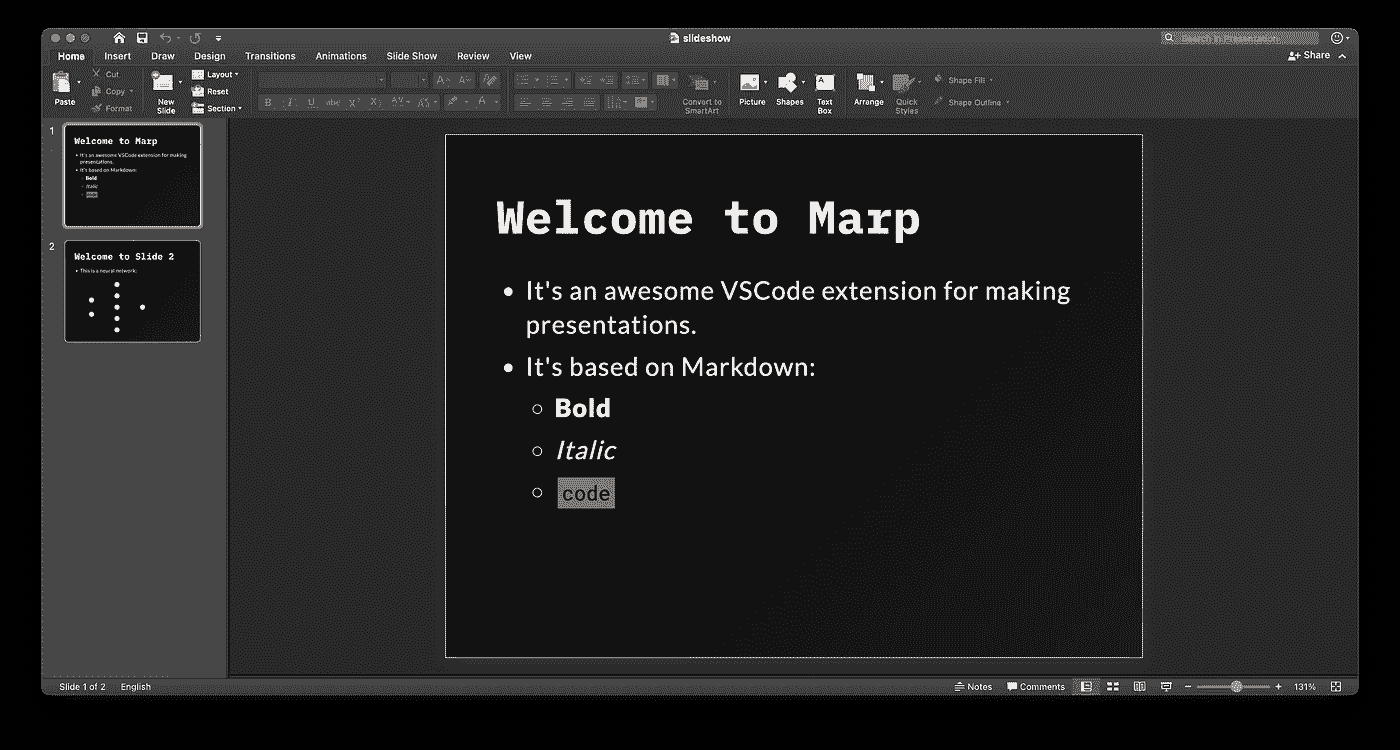 slideshow
Search in Presentation
Home Insert Draw Design Transitions Animations Slide Show Review View
Share
Paste
Cut
Copy
Format
New Slide
Layout
Reset
Section
B I U abc X² X₂
Convert to SmartArt
Picture
Shapes
Text Box
Arrange
Quick Styles
Shape Fill
Shape Outline
1
Welcome to Marp
It's an awesome VSCode extension for making
presentations.
It's based on Markdown:
Bold
Italic
code
2
Welcome to Slide 2
This is a neural network:
Welcome to Marp
It's an awesome VSCode extension for making
presentations.
It's based on Markdown:
Bold
Italic
code
Slide 1 of 2 English
Notes Comments 131%